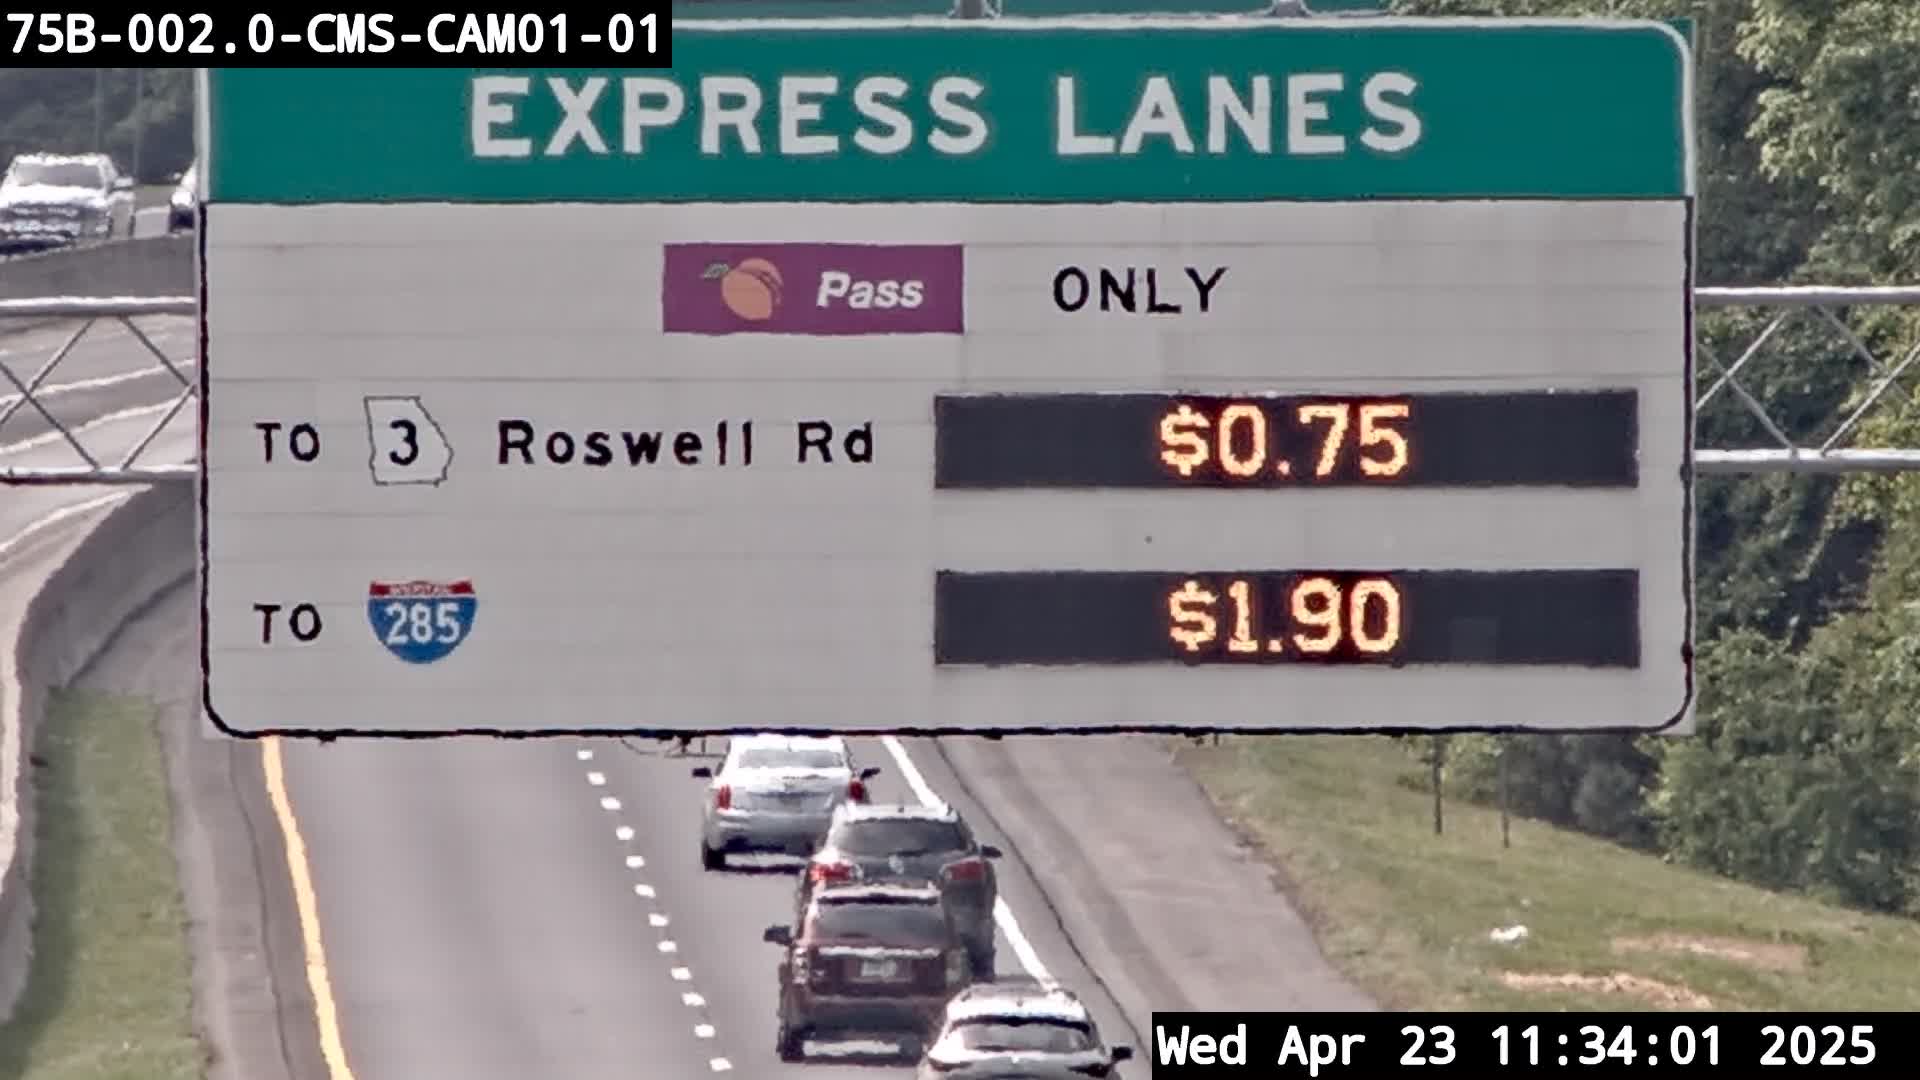 75B-002.0-CMS-CAM01-01
EXPRESS LANES
Pass ONLY
TO 3 Roswell Rd $0.75
TO 285 $1.90
Wed Apr 23 11:34:01 2025